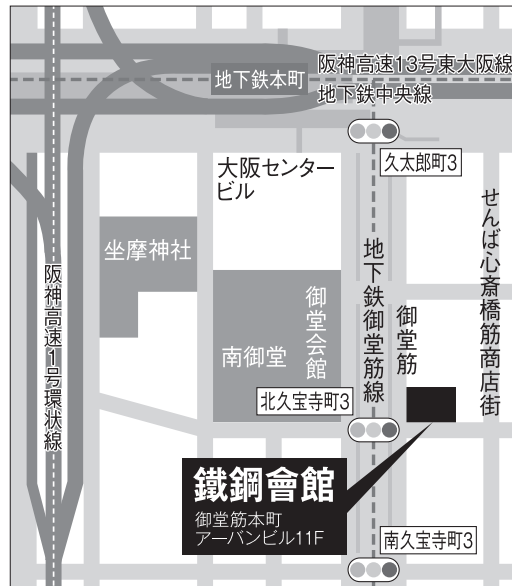 阪神高速13号東大阪線
地下鉄本町
地下鉄中央線
久太郎町3
大阪センター
ビル
せんば心斎橋筋商店街
坐摩神社
地下鉄御堂筋線
阪神高速1号環状線
御堂会館
御堂筋
南御堂
北久宝寺町3
鐵鋼會館
御堂筋本町
アーバンビル11F
南久宝寺町3